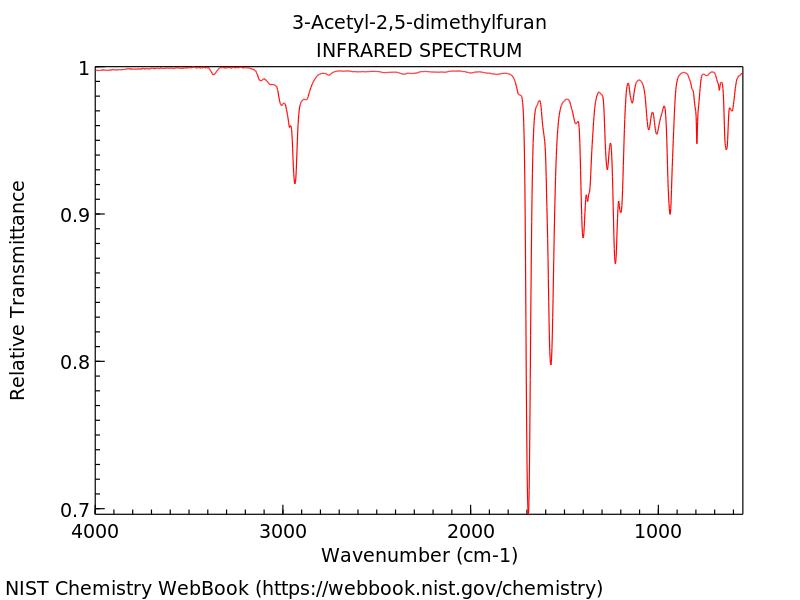 3-Acetyl-2,5-dimethylfuran
INFRARED SPECTRUM
1
0.9
0.8
0.7
Relative Transmittance
4000 3000 2000 1000
Wavenumber (cm-1)
NIST Chemistry WebBook (https://webbook.nist.gov/chemistry)